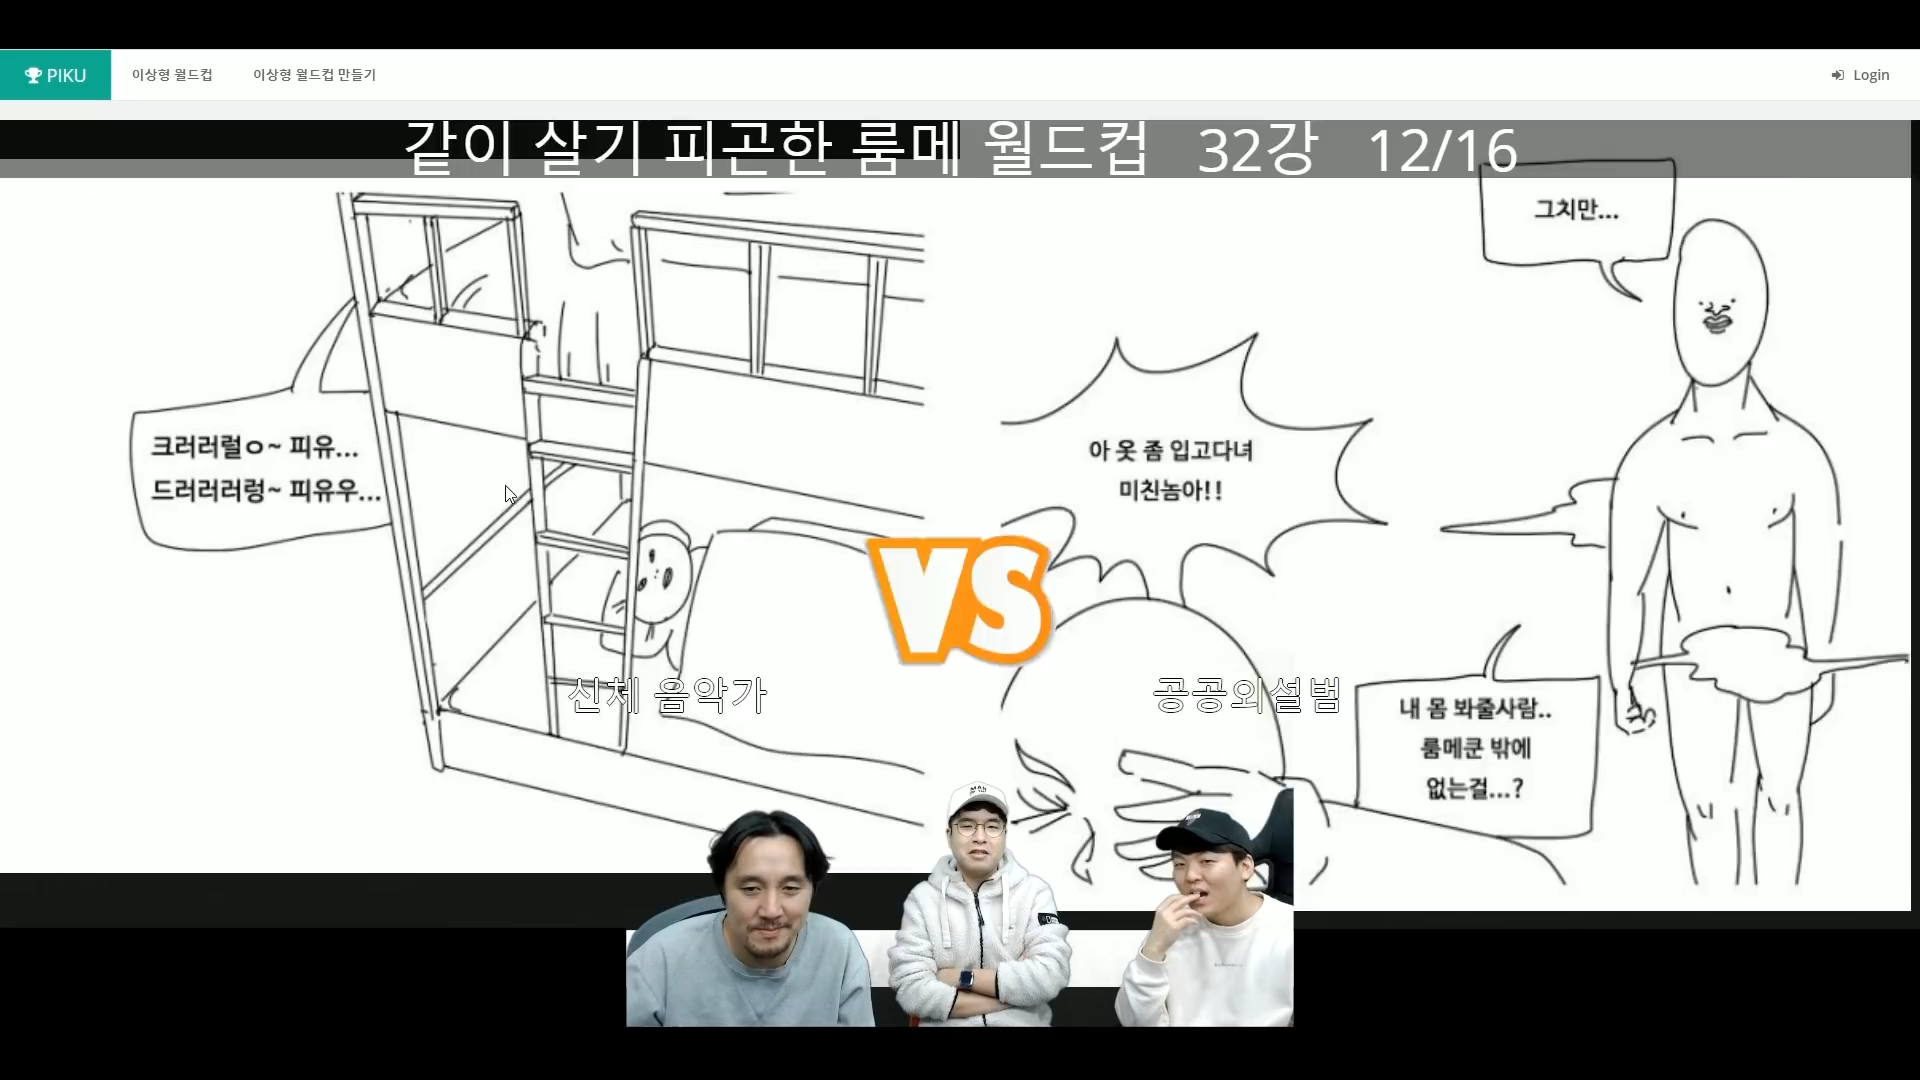 PIKU
이상형 월드컵
이상형 월드컵 만들기
Login
같이 살기 피곤한 룸메 월드컵 32강 12/16
크러러럴ㅇ~ 피유...
드러러러렁~ 피유우...
신체 음악가
VS
그치만...
아 옷 좀 입고다녀
미친놈아!!
공공외설범
내 몸 봐줄사람..
룸메쿤 밖에
없는걸...?